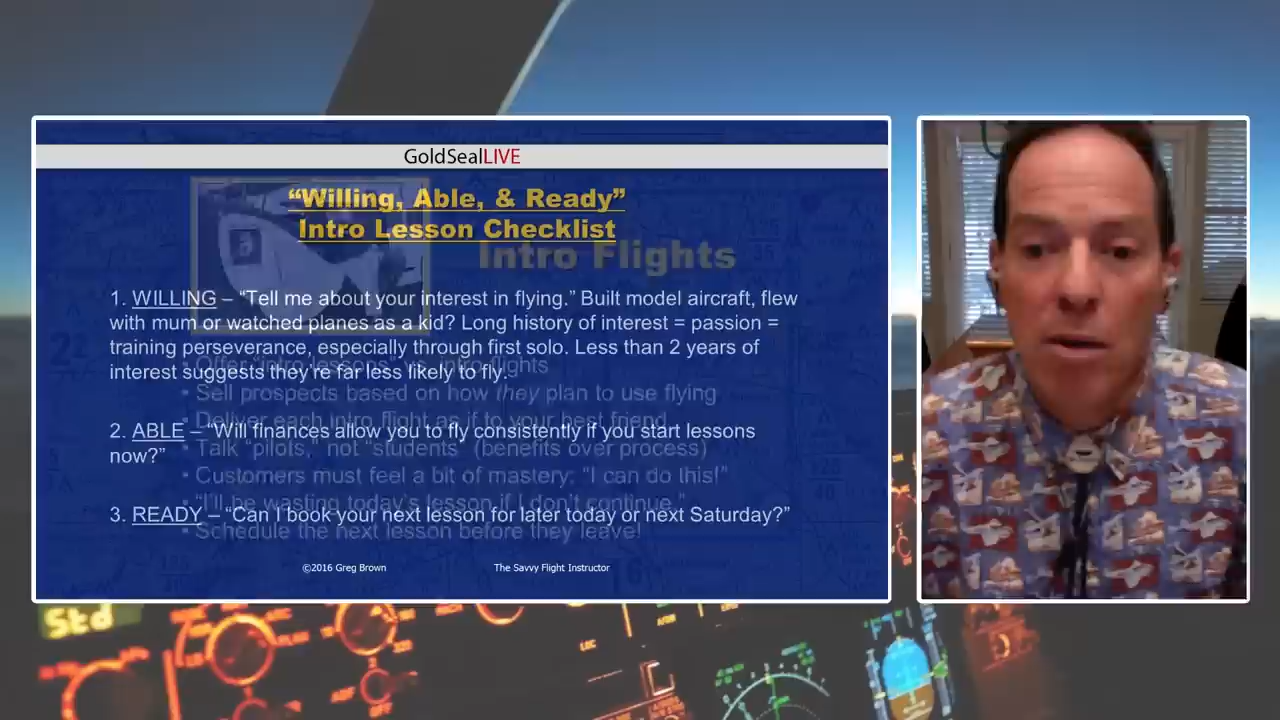 GoldSealLIVE
“Willing, Able, & Ready”
Intro Lesson Checklist
Intro Flights
1. WILLING – “Tell me about your interest in flying.” Built model aircraft, flew
with mum or watched planes as a kid? Long history of interest = passion =
training perseverance, especially through first solo. Less than 2 years of
interest suggests they’re far less likely to fly.
• Offer “intro lessons” vs. intro flights
• Sell prospects based on how they plan to use flying
• Deliver each intro flight as if to your best friend
2. ABLE – “Will finances allow you to fly consistently if you start lessons
now?”
• Talk “pilots,” not “students” (benefits over process)
• Customers must feel a bit of mastery: “I can do this!”
• “I’ll be wasting today’s lesson if I don’t continue.”
3. READY – “Can I book your next lesson for later today or next Saturday?”
• Schedule the next lesson before they leave!
©2016 Greg Brown The Savvy Flight Instructor
Std